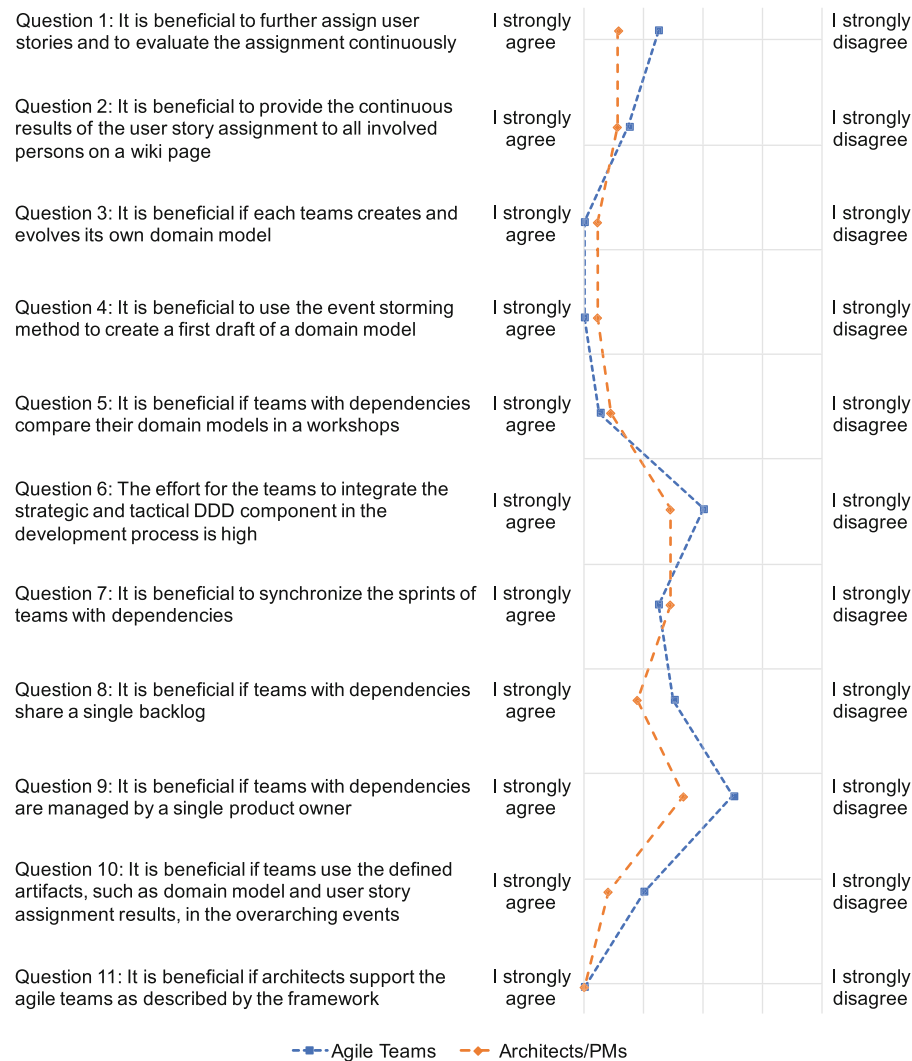 Question 1: It is beneficial to further assign user
stories and to evaluate the assignment continuously
I strongly
agree
I strongly
disagree
Question 2: It is beneficial to provide the continuous
results of the user story assignment to all involved
persons on a wiki page
I strongly
agree
I strongly
disagree
Question 3: It is beneficial if each teams creates and
evolves its own domain model
I strongly
agree
I strongly
disagree
Question 4: It is beneficial to use the event storming
method to create a first draft of a domain model
I strongly
agree
I strongly
disagree
Question 5: It is beneficial if teams with dependencies
compare their domain models in a workshops
I strongly
agree
I strongly
disagree
Question 6: The effort for the teams to integrate the
strategic and tactical DDD component in the
development process is high
I strongly
agree
I strongly
disagree
Question 7: It is beneficial to synchronize the sprints of
teams with dependencies
I strongly
agree
I strongly
disagree
Question 8: It is beneficial if teams with dependencies
share a single backlog
I strongly
agree
I strongly
disagree
Question 9: It is beneficial if teams with dependencies
are managed by a single product owner
I strongly
agree
I strongly
disagree
Question 10: It is beneficial if teams use the defined
artifacts, such as domain model and user story
assignment results, in the overarching events
I strongly
agree
I strongly
disagree
Question 11: It is beneficial if architects support the
agile teams as described by the framework
I strongly
agree
I strongly
disagree
Agile Teams
Architects/PMs